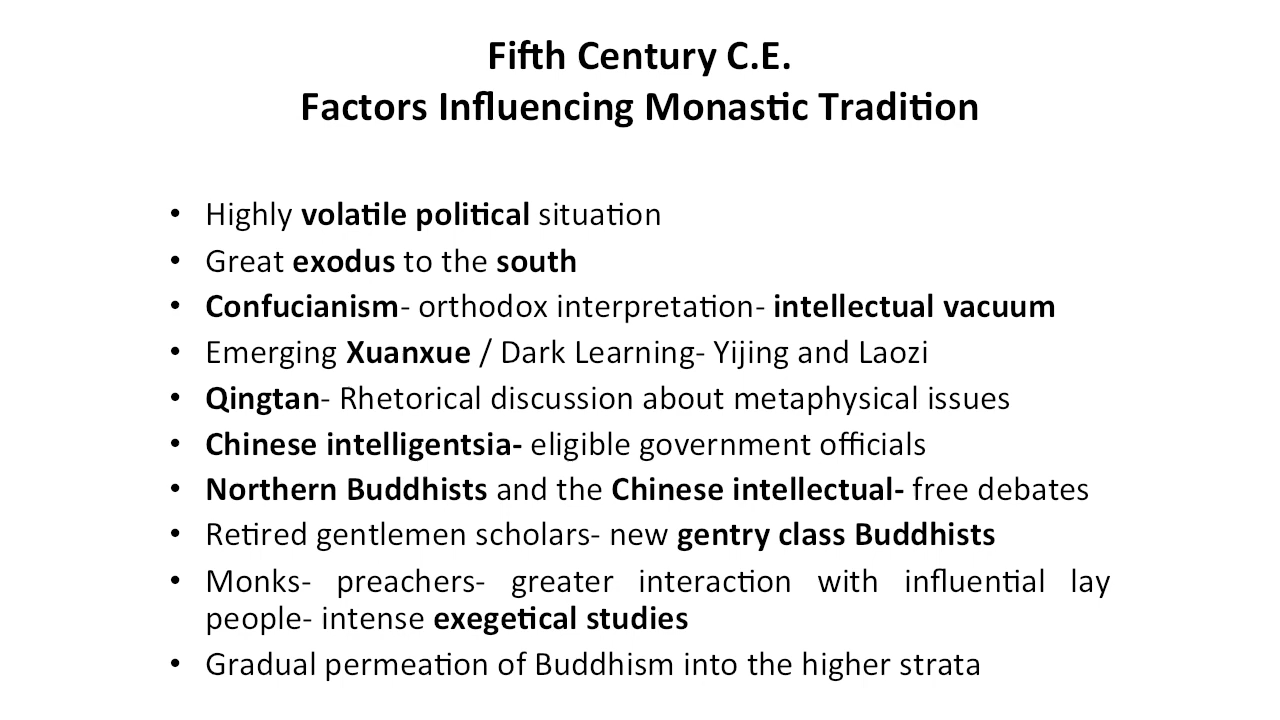 Fifth Century C.E.
Factors Influencing Monastic Tradition
• Highly volatile political situation
• Great exodus to the south
• Confucianism- orthodox interpretation- intellectual vacuum
• Emerging Xuanxue / Dark Learning- Yijing and Laozi
• Qingtan- Rhetorical discussion about metaphysical issues
• Chinese intelligentsia- eligible government officials
• Northern Buddhists and the Chinese intellectual- free debates
• Retired gentlemen scholars- new gentry class Buddhists
• Monks- preachers- greater interaction with influential lay
people- intense exegetical studies
• Gradual permeation of Buddhism into the higher strata